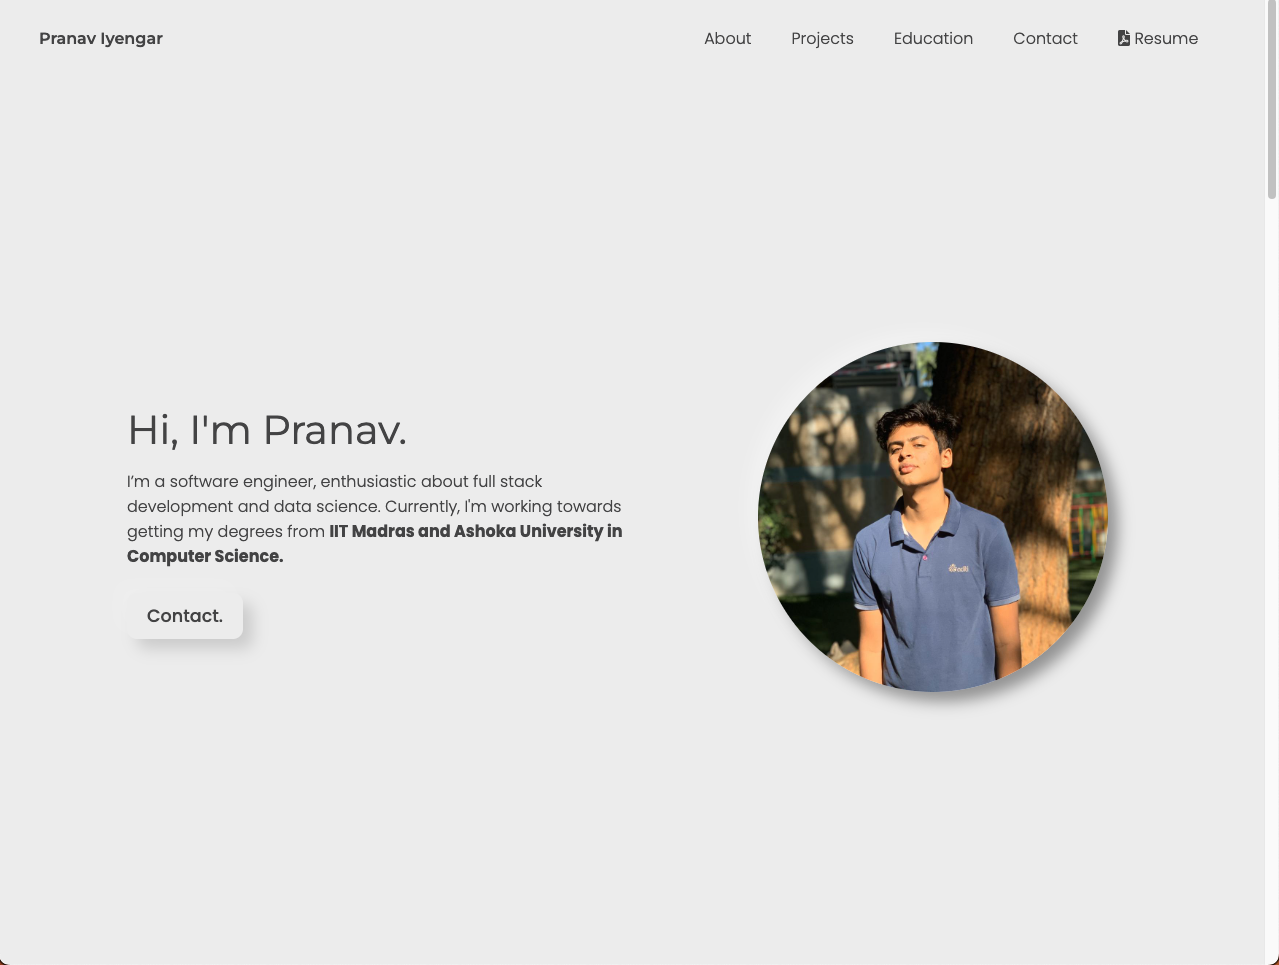 Pranav Iyengar
About
Projects
Education
Contact
Resume
Hi, I'm Pranav.
I’m a software engineer, enthusiastic about full stack
development and data science. Currently, I'm working towards
getting my degrees from IIT Madras and Ashoka University in
Computer Science.
Contact.